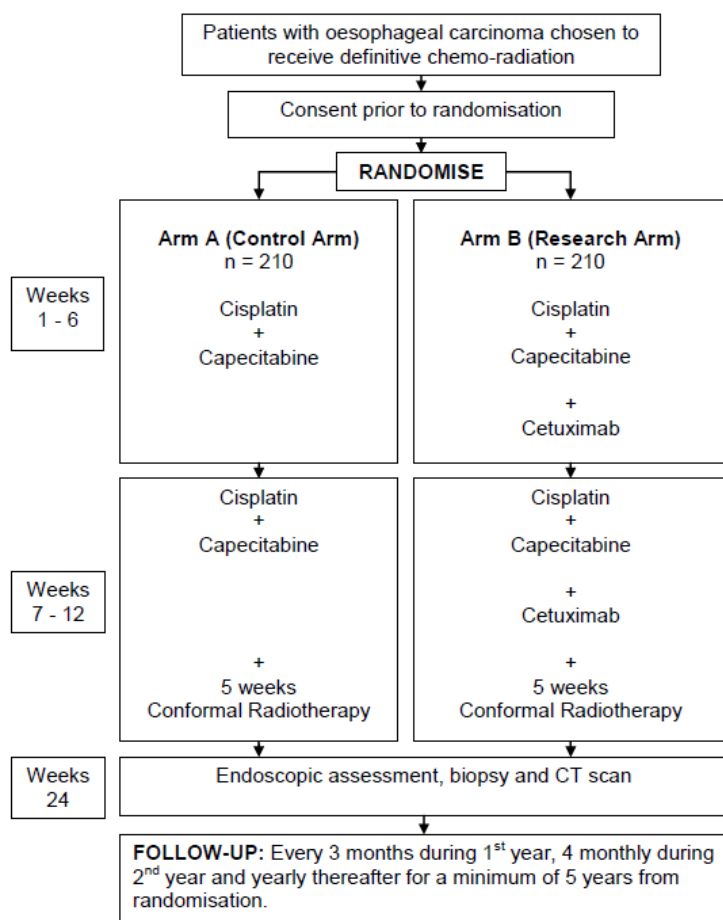 Patients with oesophageal carcinoma chosen to
receive definitive chemo-radiation
Consent prior to randomisation
RANDOMISE
Arm A (Control Arm)
n = 210
Arm B (Research Arm)
n = 210
Weeks
1 - 6
Cisplatin
+
Capecitabine
Cisplatin
+
Capecitabine
+
Cetuximab
Weeks
7 - 12
Cisplatin
+
Capecitabine
+
5 weeks
Conformal Radiotherapy
Cisplatin
+
Capecitabine
+
Cetuximab
+
5 weeks
Conformal Radiotherapy
Weeks
24
Endoscopic assessment, biopsy and CT scan
FOLLOW-UP: Every 3 months during 1st year, 4 monthly during
2nd year and yearly thereafter for a minimum of 5 years from
randomisation.